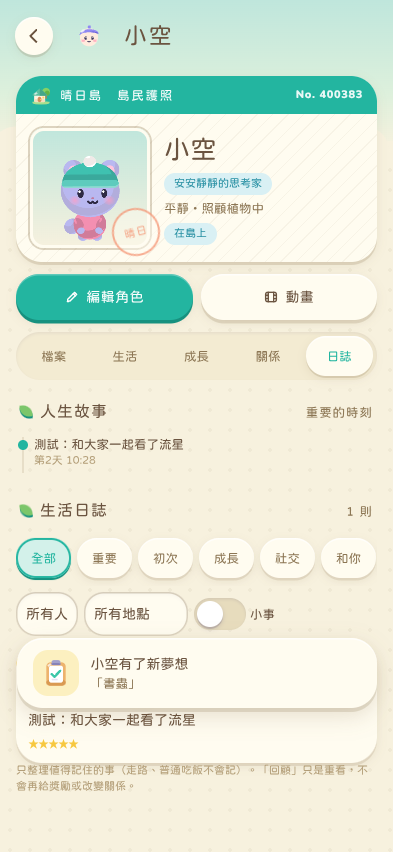 小空
晴日島 島民護照
No. 400383
小空
安安靜靜的思考家
平靜・照顧植物中
在島上
晴日
編輯角色
動畫
檔案
生活
成長
關係
日誌
人生故事
重要的時刻
測試：和大家一起看了流星
第2天 10:28
生活日誌
1 則
全部
重要
初次
成長
社交
和你
所有人
所有地點
小事
小空有了新夢想
「書蟲」
測試：和大家一起看了流星
★★★★★
只整理值得記住的事（走路、普通吃飯不會記）。「回顧」只是重看，不
會再給獎勵或改變關係。